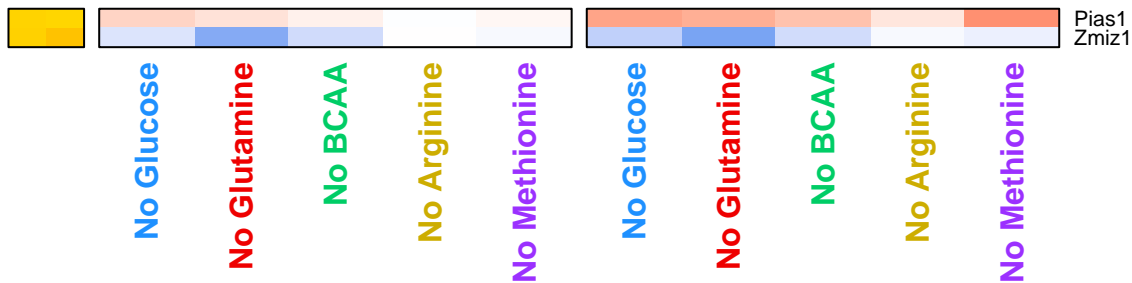 Pias1
Zmiz1
No Glucose
No Glutamine
No BCAA
No Arginine
No Methionine
No Glucose
No Glutamine
No BCAA
No Arginine
No Methionine